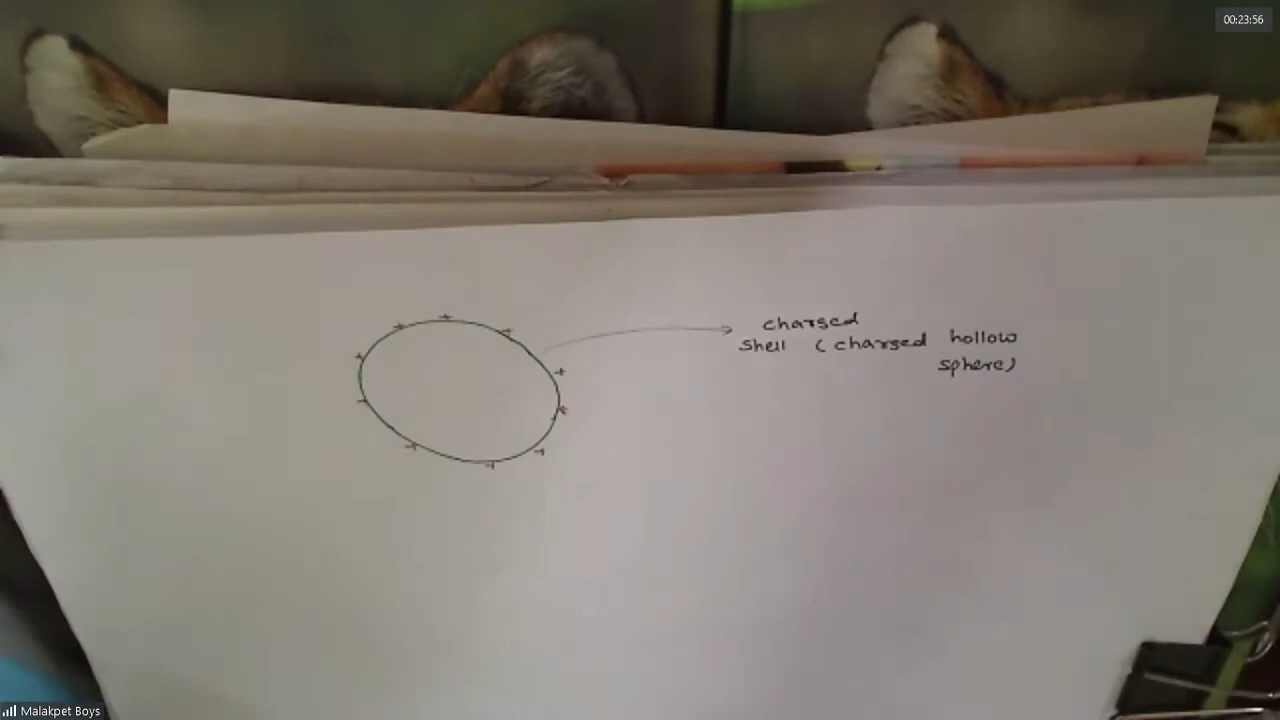 00:23:56
charged
shell (charged hollow
sphere)
Malakpet Boys